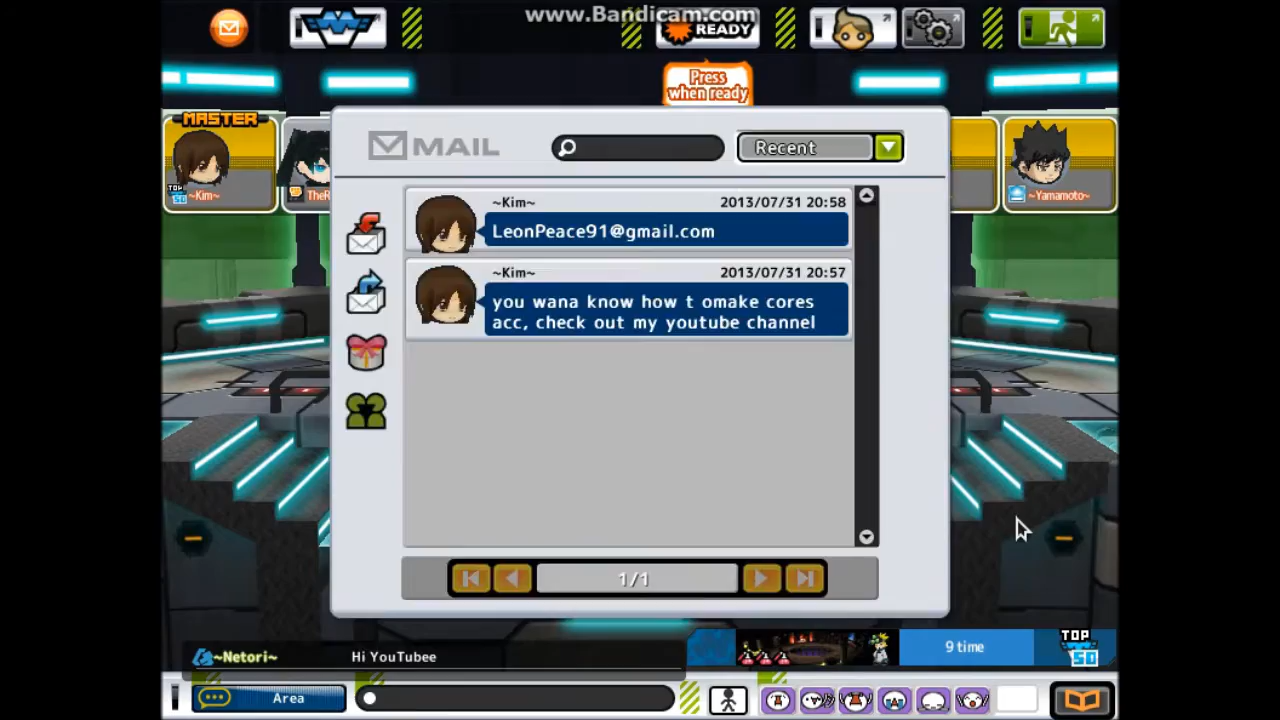 www.Bandicam.com
READY
Press
when ready
MASTER
MAIL
Recent
TOP
50
~Kim~
TheR
~Yamamoto~
~Kim~
2013/07/31 20:58
LeonPeace91@gmail.com
~Kim~
2013/07/31 20:57
you wana know how t omake cores
acc, check out my youtube channel
1/1
~Netori~
Hi YouTubee
9 time
TOP
50
Area